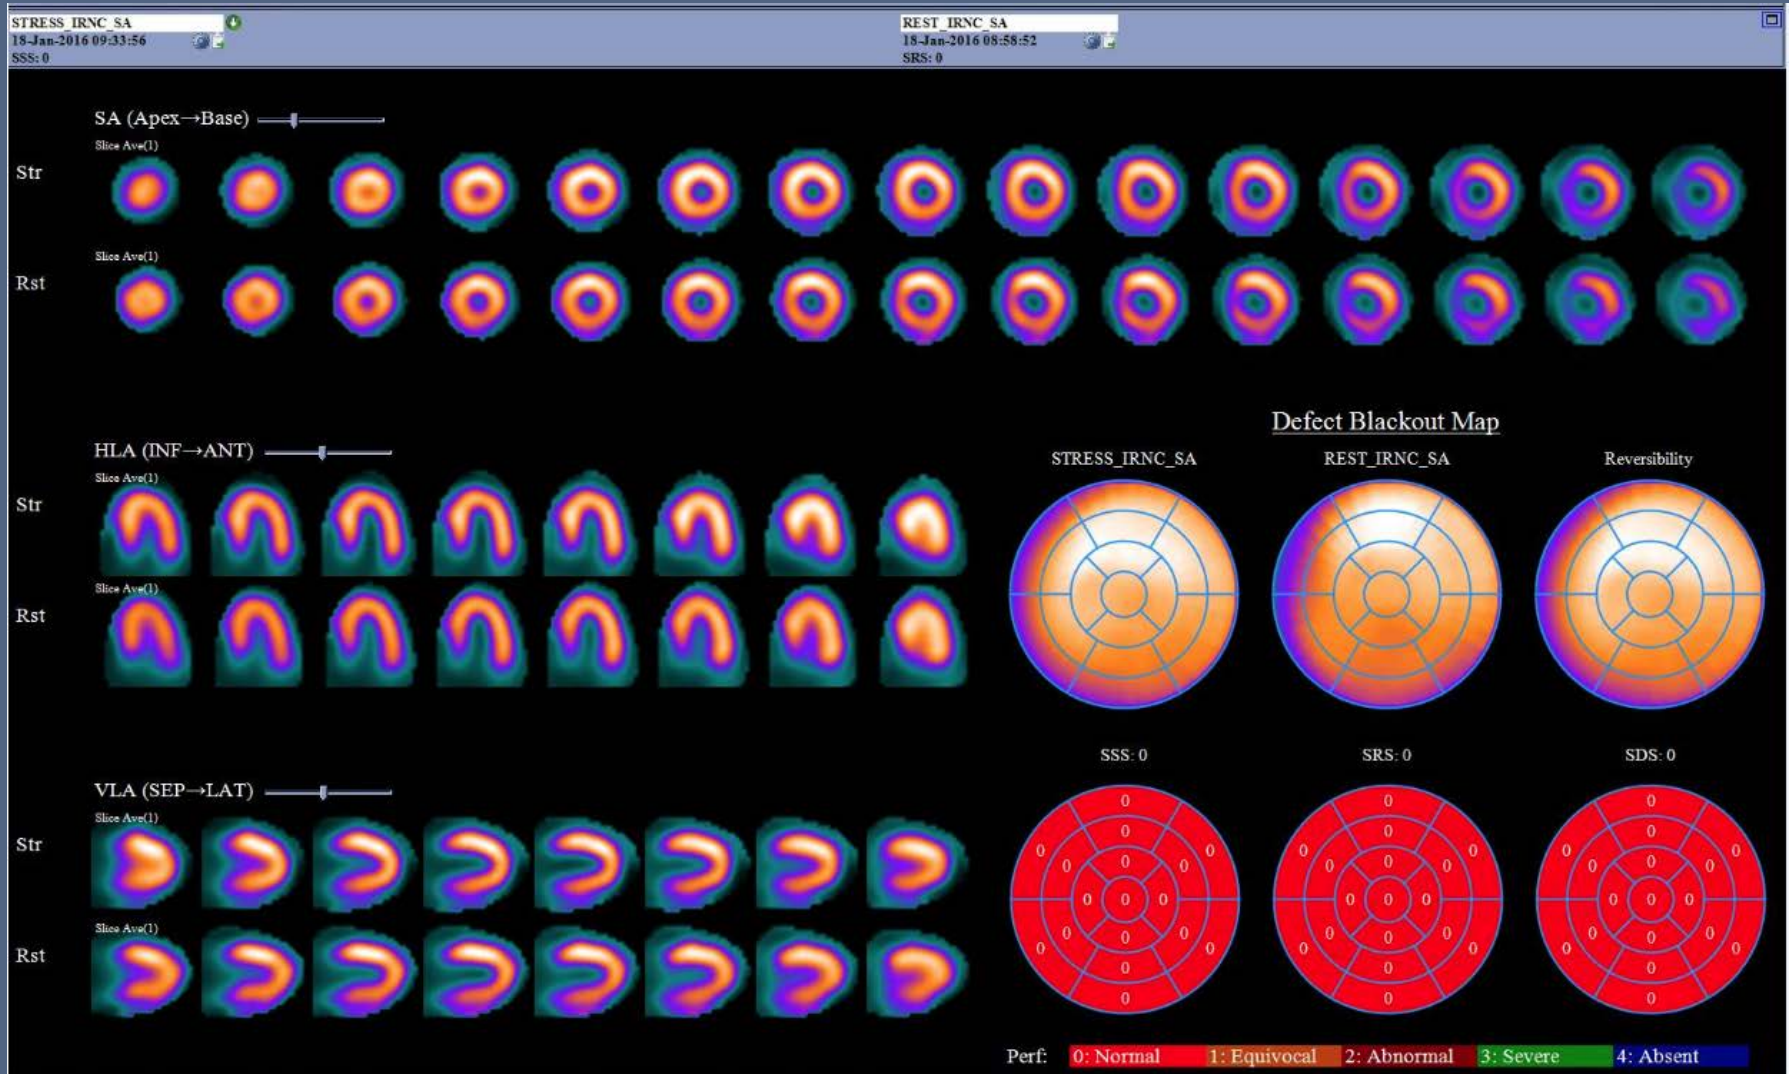 STRESS_IRNC_SA
18-Jan-2016 09:33:56
SSS: 0
REST_IRNC_SA
18-Jan-2016 08:58:52
SRS: 0
SA (Apex→Base)
Slice Ave(1)
Str
Slice Ave(1)
Rst
HLA (INF→ANT)
Slice Ave(1)
Str
Slice Ave(1)
Rst
VLA (SEP→LAT)
Slice Ave(1)
Str
Slice Ave(1)
Rst
Defect Blackout Map
STRESS_IRNC_SA REST_IRNC_SA Reversibility
SSS: 0 SRS: 0 SDS: 0
0 0 0
0 0 0
0 0 0 0 0 0
0 0 0 0 0 0 0 0 0
0 0 0 0 0 0 0 0 0
0 0 0 0 0 0
0 0 0 0 0 0 0 0 0
0 0 0 0 0 0
0 0 0
0 0 0
Perf: 0: Normal 1: Equivocal 2: Abnormal 3: Severe 4: Absent